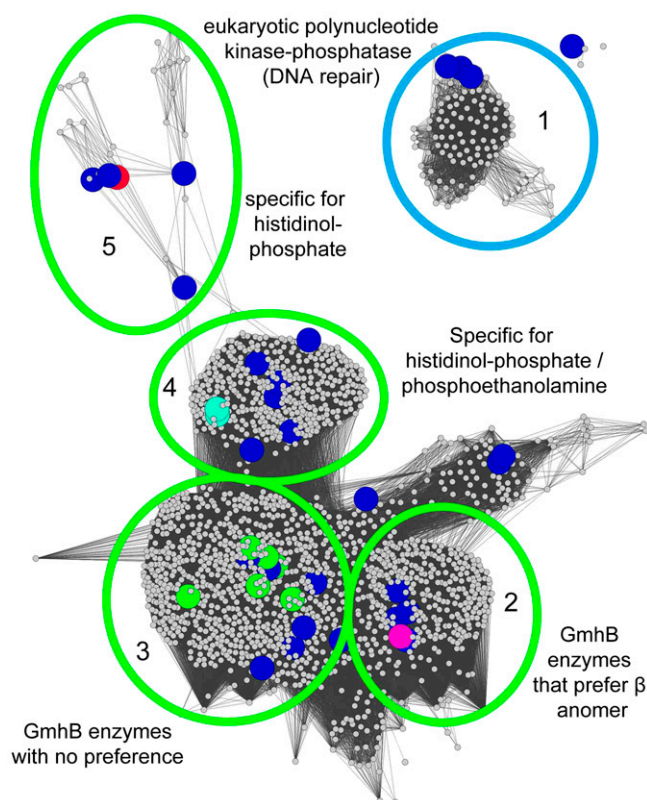 eukaryotic polynucleotide
kinase-phosphatase
(DNA repair)
1
5
specific for
histidinol-
phosphate
4
Specific for
histidinol-phosphate /
phosphoethanolamine
2
3
GmhB
enzymes
that prefer β
anomer
GmhB enzymes
with no preference